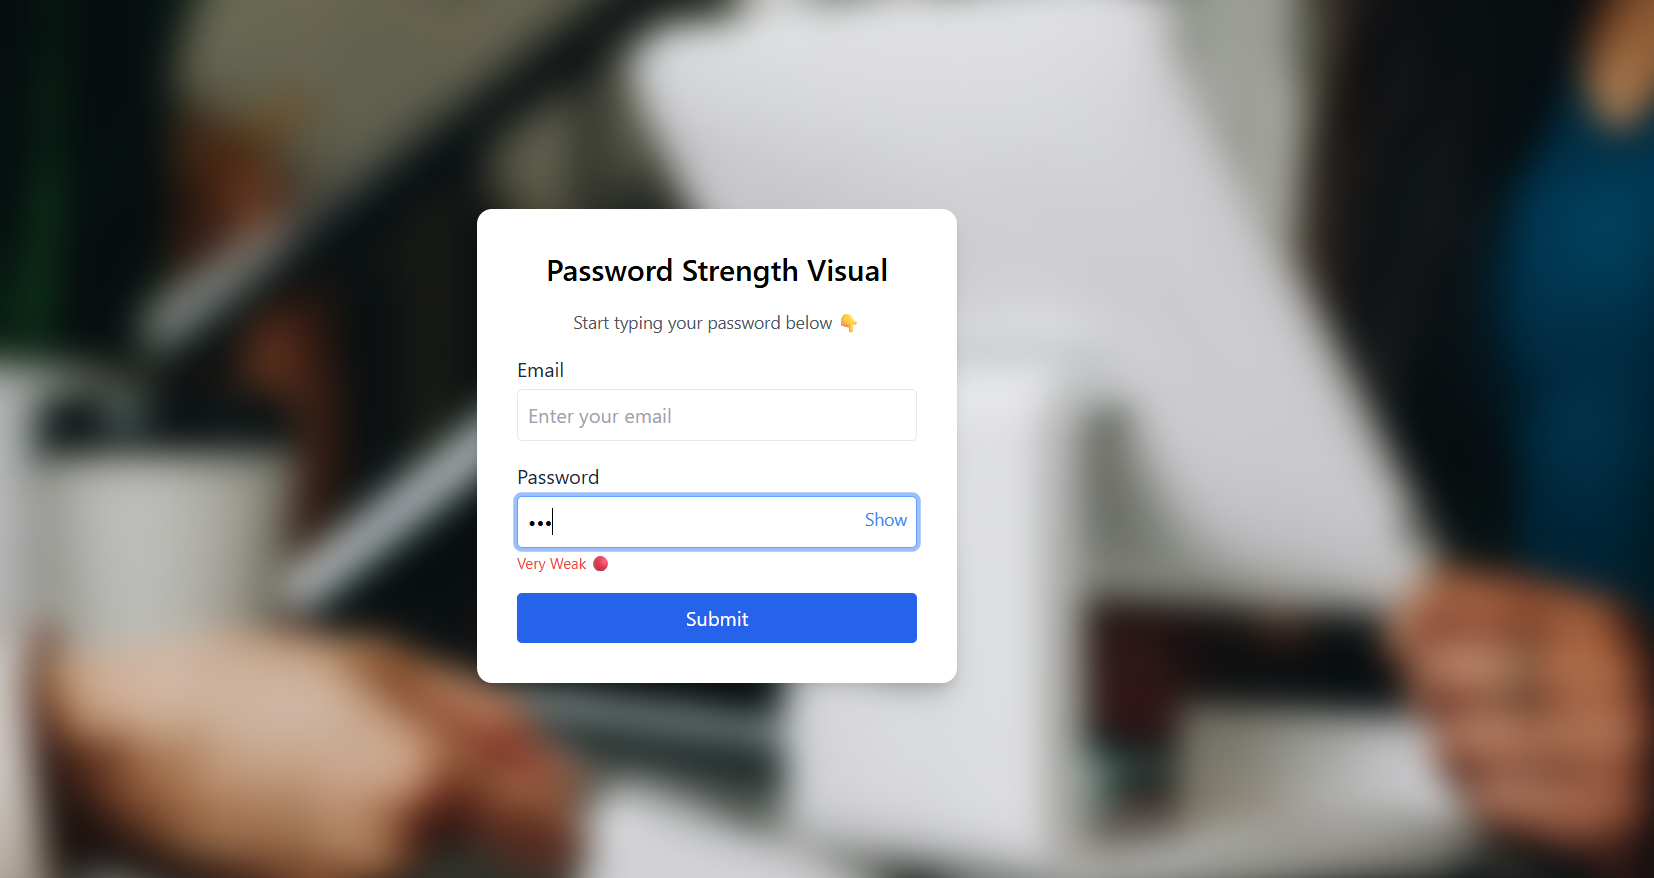 Password Strength Visual
Start typing your password below 👇
Email
Enter your email
Password
•••
Show
Very Weak 🔴
Submit